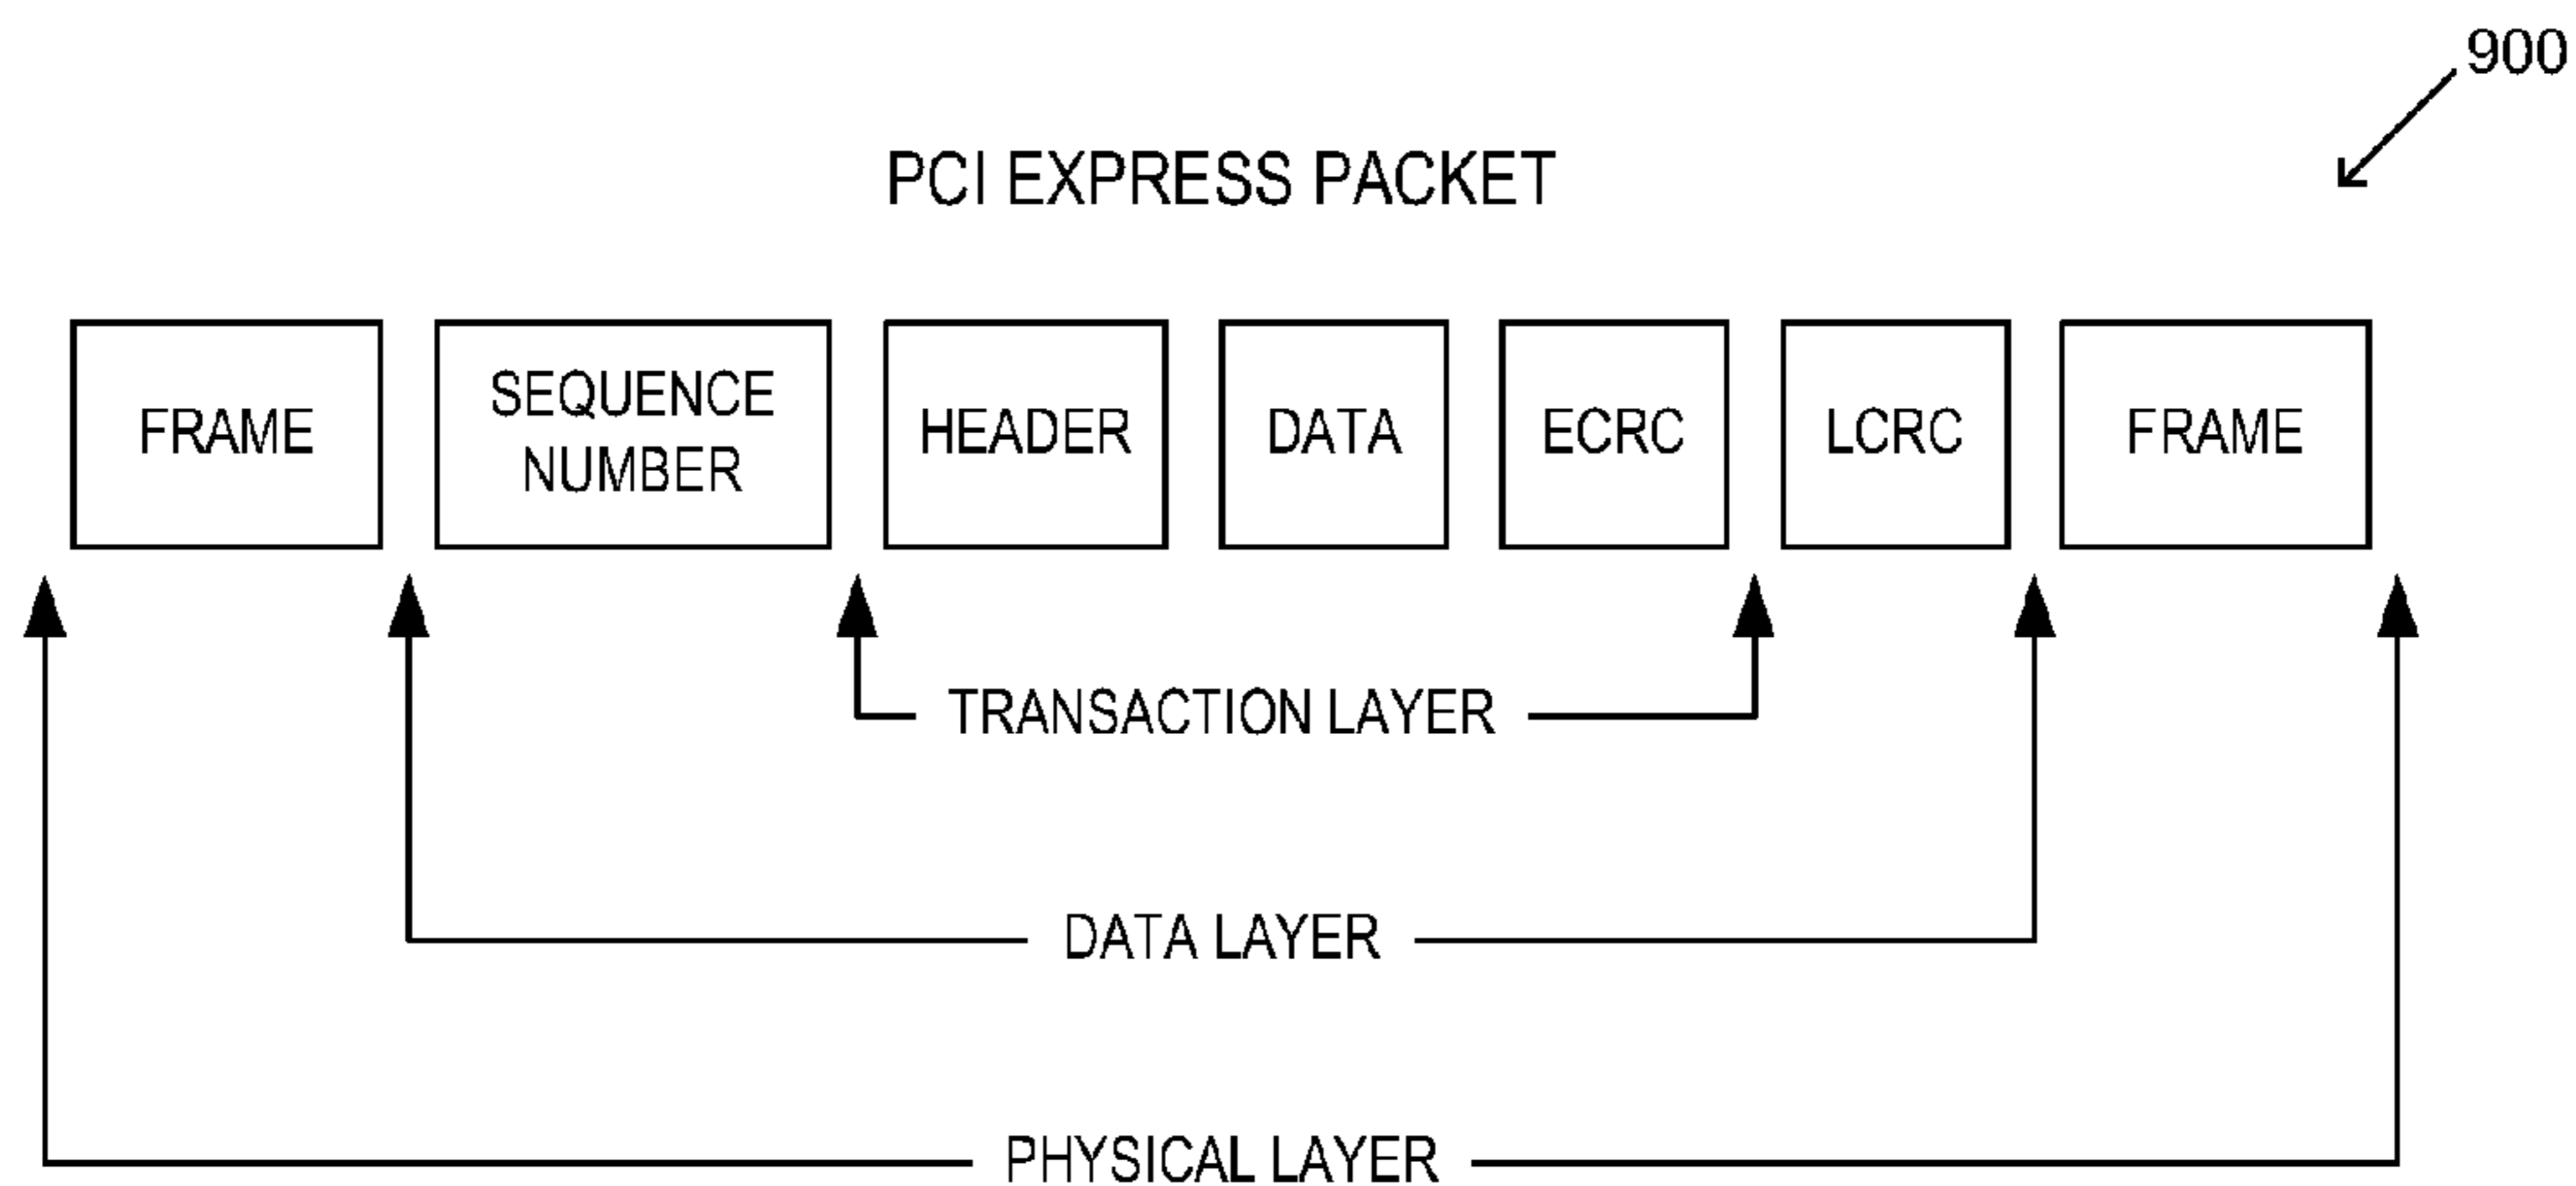 900
PCI EXPRESS PACKET
FRAME
SEQUENCE
NUMBER
HEADER
DATA
ECRC
LCRC
FRAME
TRANSACTION LAYER
DATA LAYER
PHYSICAL LAYER